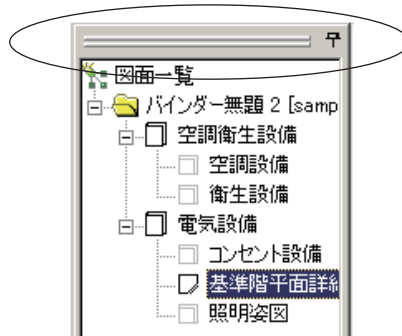 図面一覧
バインダー無題 2 [samp
空調衛生設備
空調設備
衛生設備
電気設備
コンセント設備
基準階平面詳
照明姿図